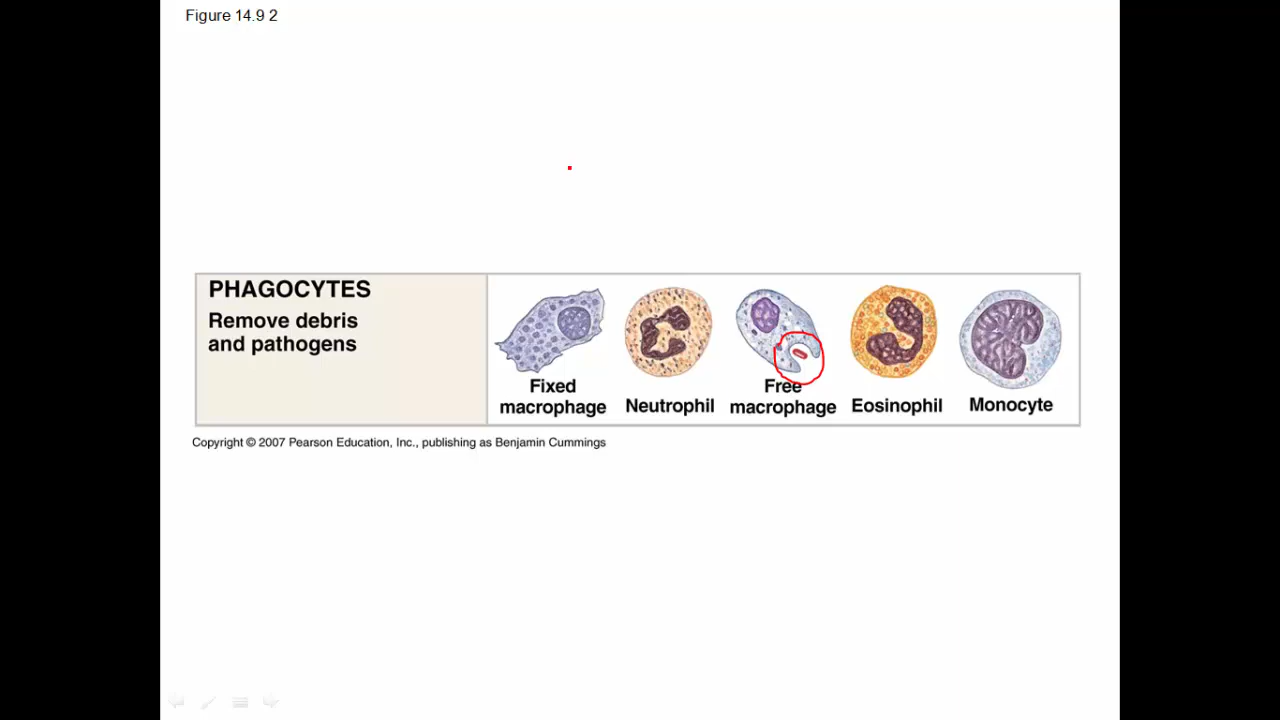 Figure 14.9 2
PHAGOCYTES
Remove debris
and pathogens
Fixed
macrophage
Neutrophil
Free
macrophage
Eosinophil
Monocyte
Copyright © 2007 Pearson Education, Inc., publishing as Benjamin Cummings